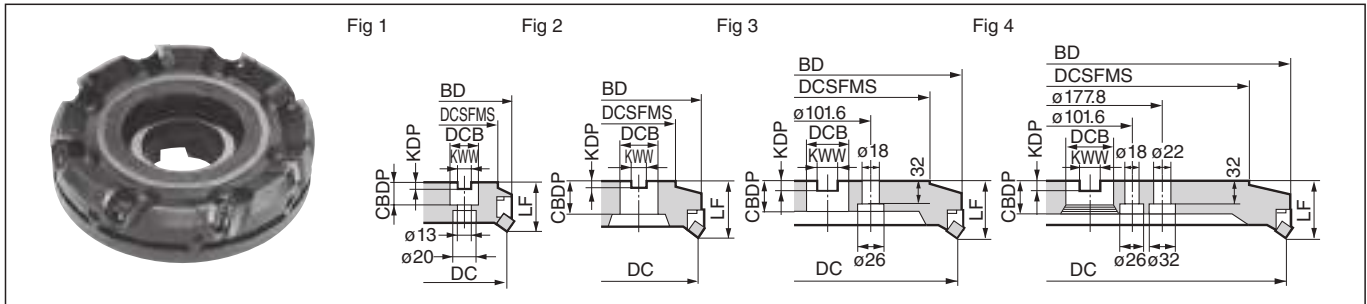 Fig 1
Fig 2
Fig 3
Fig 4
BD
DCSFMS
DCB
KWW
KDP
CBDP
LF
ø13
ø20
DC
BD
DCSFMS
DCB
KWW
KDP
CBDP
LF
DC
BD
DCSFMS
ø101.6
DCB
KWW
ø18
32
KDP
CBDP
LF
ø26
DC
BD
DCSFMS
ø177.8
ø101.6
DCB
KWW
ø18
ø22
32
KDP
CBDP
LF
ø26
ø32
DC